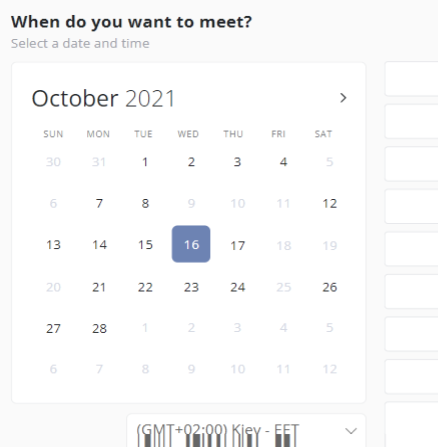 When do you want to meet?
Select a date and time
October 2021
SUN MON TUE WED THU FRI SAT
30 31 1 2 3 4 5
6 7 8 9 10 11 12
13 14 15 16 17 18 19
20 21 22 23 24 25 26
27 28 1 2 3 4 5
6 7 8 9 10 11 12
(GMT+02:00) Kiev - EET